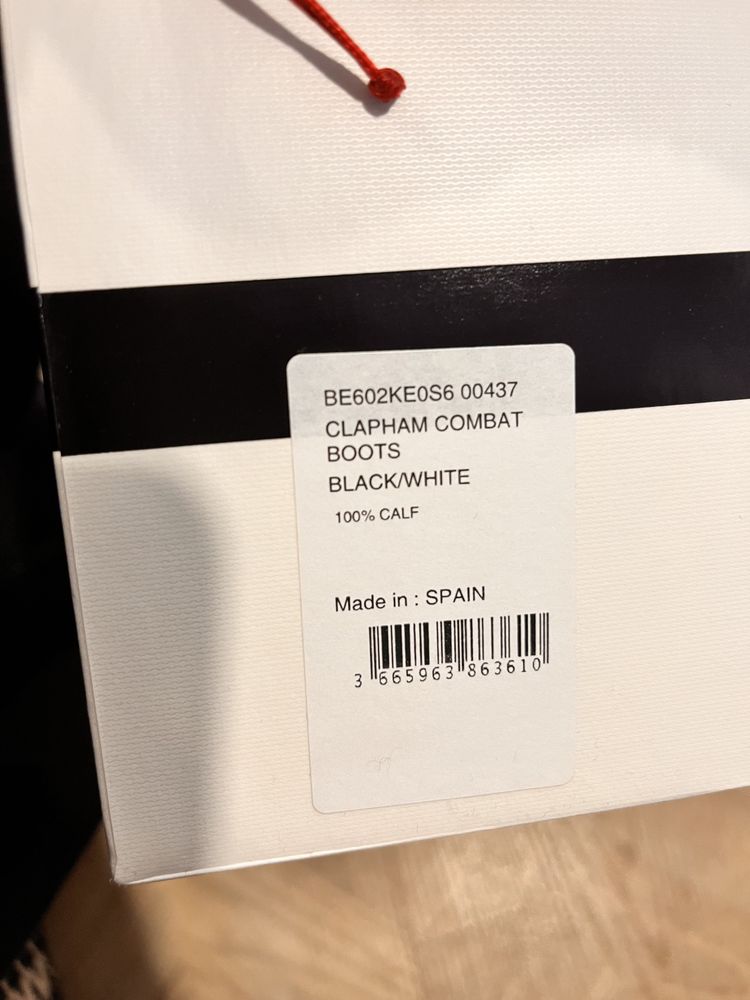 BE602KE0S6 00437
CLAPHAM COMBAT
BOOTS
BLACK/WHITE
100% CALF
Made in : SPAIN
3 665963 863610